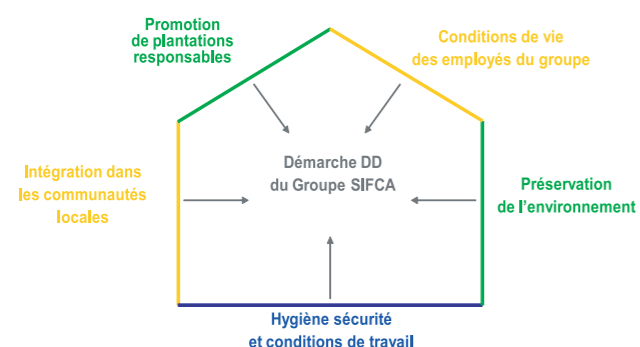 Promotion
de plantations
responsables
Conditions de vie
des employés du groupe
Intégration dans
les communautés
locales
Démarche DD
du Groupe SIFCA
Préservation
de l'environnement
Hygiène sécurité
et conditions de travail